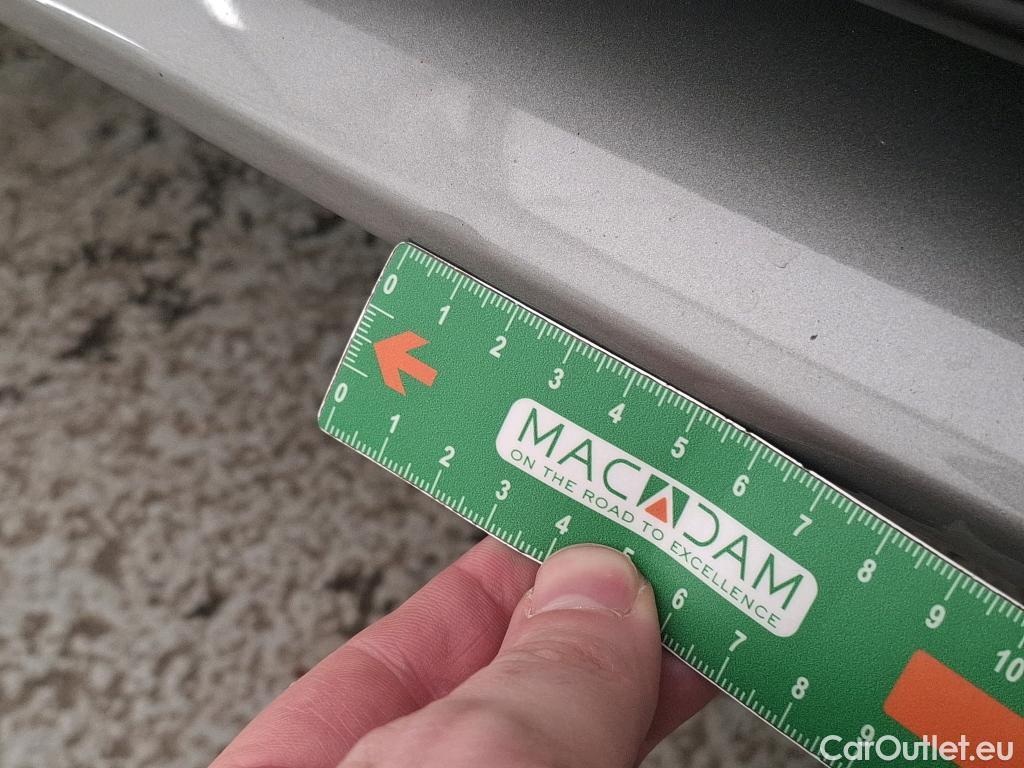 0 1 2 3 4 5 6 7 8 9 10
MACADAM
ON THE ROAD TO EXCELLENCE
0 1 2 3 4 5 6 7 8 9
CarOutlet.eu